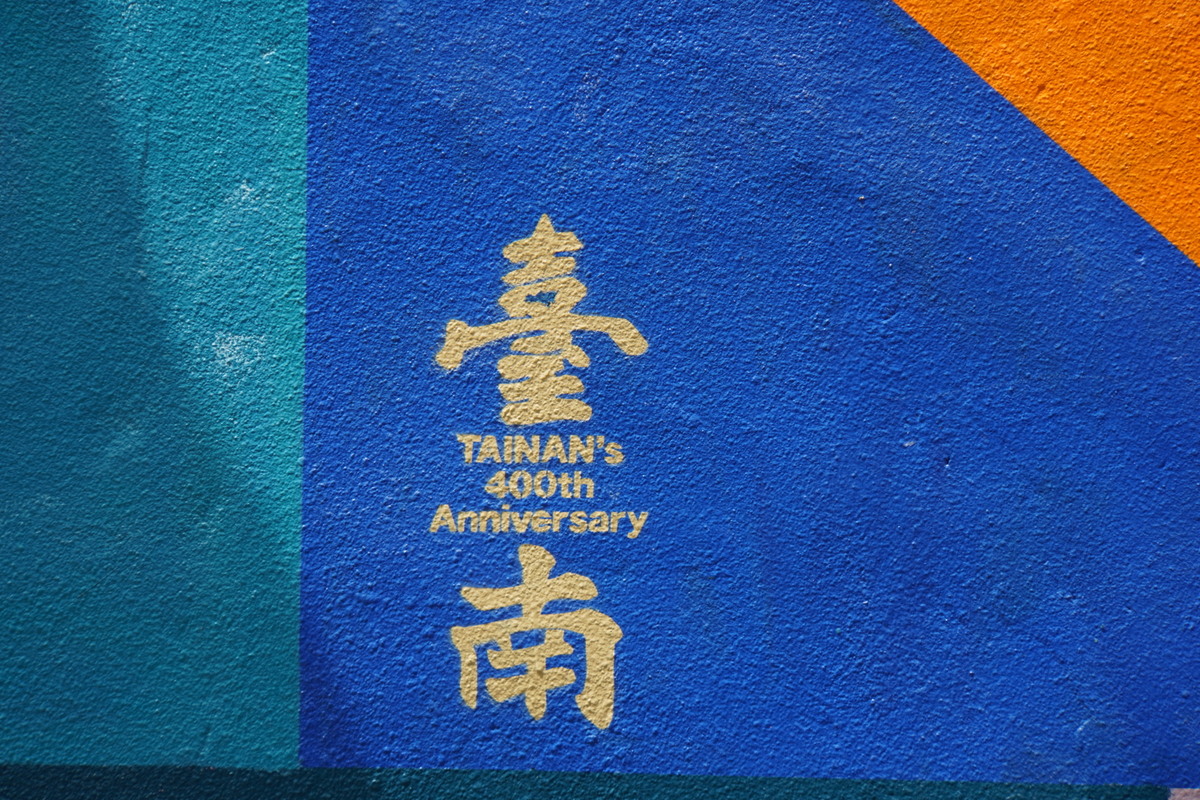 臺
TAINAN's
400th
Anniversary
南